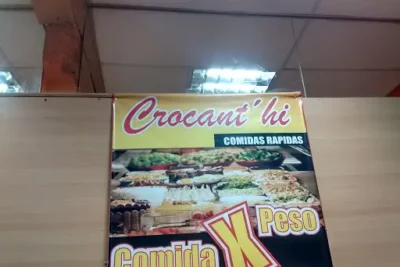 Crocant'hi
COMIDAS RAPIDAS
Comida X Peso